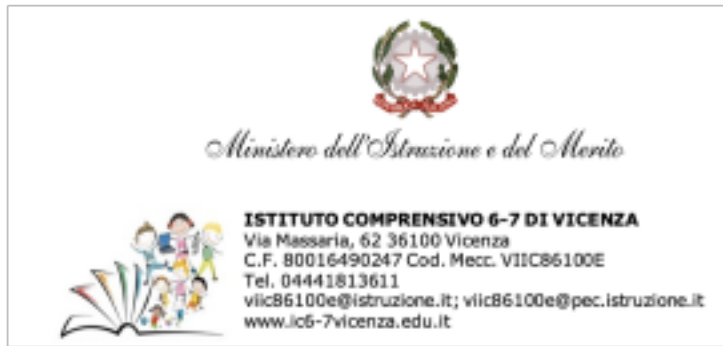 Ministero dell'Istruzione e del Merito
ISTITUTO COMPRENSIVO 6-7 DI VICENZA
Via Massaria, 62 36100 Vicenza
C.F. 80016490247 Cod. Mecc. VIIC86100E
Tel. 04441813611
viic86100e@istruzione.it; viic86100e@pec.istruzione.it
www.ic6-7vicenza.edu.it